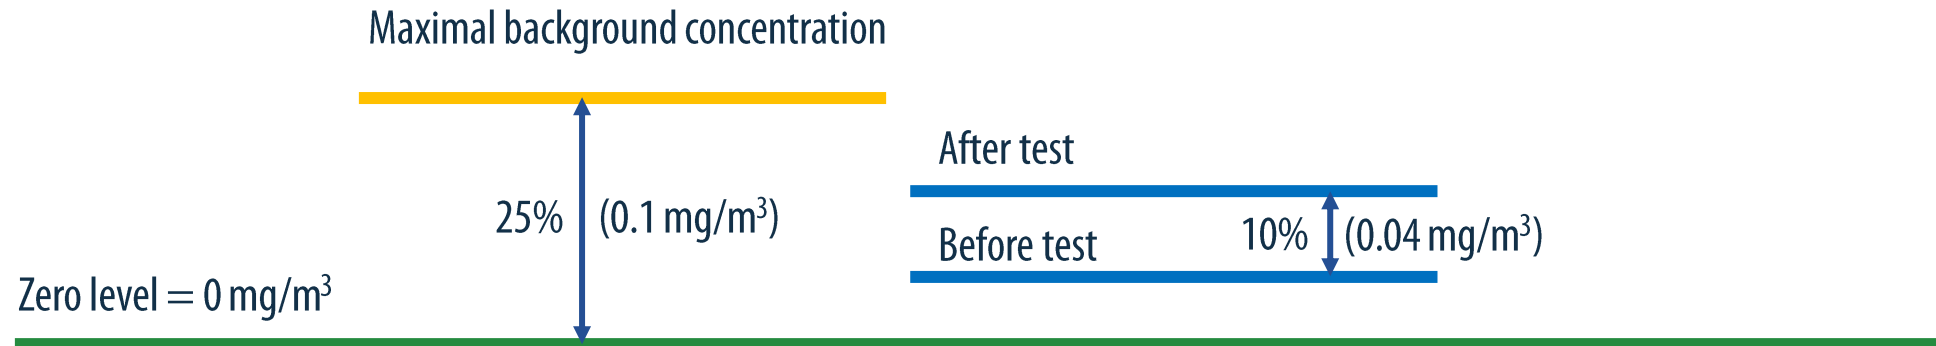 Maximal background concentration
After test
25% (0.1 mg/m³)
Before test
10% (0.04 mg/m³)
Zero level = 0 mg/m³